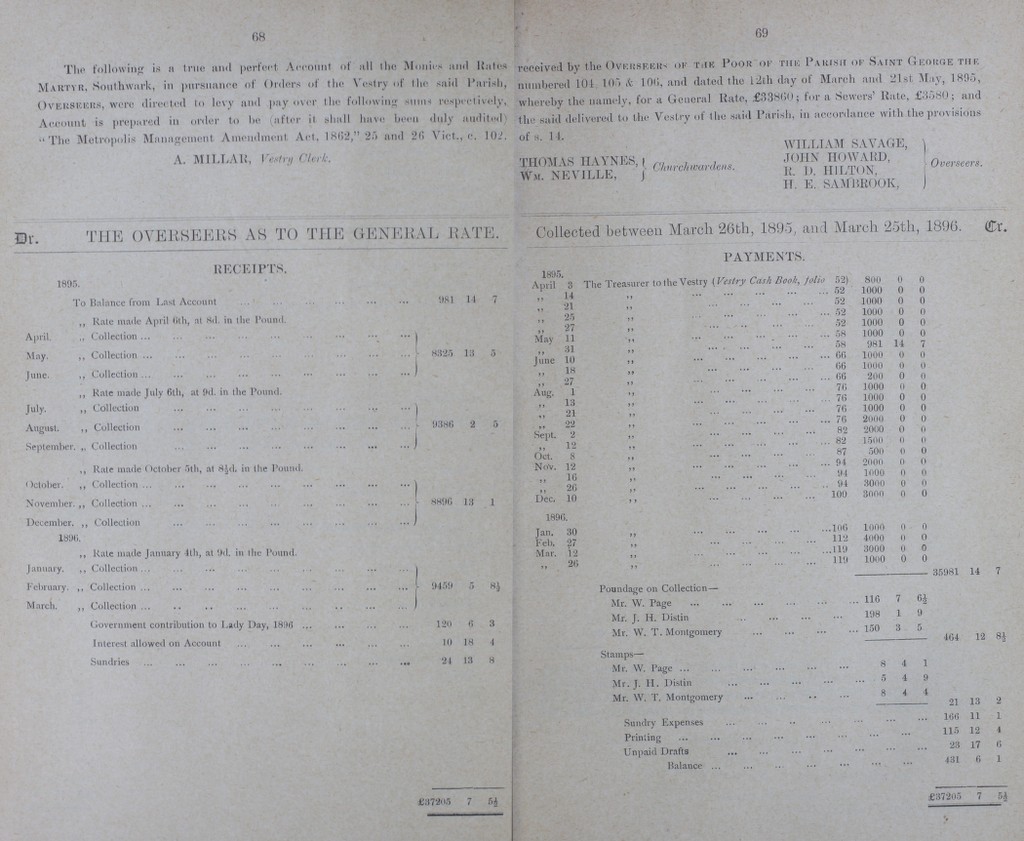 68
The following is a true and perfect Account of all the Monies and Rates
MARTYR, Southwark, in pursuance of Orders of the Vestry of the said Parish,
OVERSEERS, were directed to levy and pay over the following sums respectively,
Account is prepared in order to be (after it shall have been duly audited)
"The Metropolis Management Amendment Act, 1862," 25 and 26 Vict., c. 102.
A. MILLAR, Vestry Clerk.
Dr. THE OVERSEERS AS TO THE GENERAL RATE.
RECEIPTS.
1895.
To Balance from Last Account ... 981 14 7
,, Rate made April 6th, at 8d. in the Pound.
April. ,, Collection ...
May. ,, Collection ... 8325 13 5
June. ,, Collection ...
,, Rate made July 6th, at 9d. in the Pound.
July. ,, Collection ...
August. ,, Collection ... 9386 2 5
September. ,, Collection ...
,, Rate made October 5th, at 8½d. in the Pound.
October. ,, Collection ...
November. ,, Collection ... 8896 13 1
December. ,, Collection ...
1896.
,, Rate made January 4th, at 9d. in the Pound.
January. ,, Collection ...
February. ,, Collection ... 9459 5 8½
March. ,, Collection ...
Government contribution to Lady Day, 1896 ... 120 6 3
Interest allowed on Account ... 10 18 4
Sundries ... 24 13 8
£37205 7 5½
69
received by the OVERSEERS OF THE POOR OF THE PARISH OF SAINT GEORGE THE
numbered 104, 105 & 106, and dated the 12th day of March and 21st May, 1895,
whereby the namely, for a General Rate, £33860; for a Sewers' Rate, £3580; and
the said delivered to the Vestry of the said Parish, in accordance with the provisions
of s. 14.
THOMAS HAYNES,
WM. NEVILLE,
Churchwardens.
WILLIAM SAVAGE,
JOHN HOWARD,
R. D. HILTON,
H. E. SAMBROOK,
Overseers.
Collected between March 26th, 1895, and March 25th, 1896. Cr.
PAYMENTS.
1895.
April 3 The Treasurer to the Vestry (Vestry Cash Book, folio 52) 800 0 0
,, 14 ,, ... 52 1000 0 0
,, 21 ,, ... 52 1000 0 0
,, 25 ,, ... 52 1000 0 0
,, 27 ,, ... 52 1000 0 0
May 11 ,, ... 58 1000 0 0
,, 31 ,, ... 58 981 14 7
June 10 ,, ... 66 1000 0 0
,, 18 ,, ... 66 1000 0 0
,, 27 ,, ... 66 200 0 0
Aug. 1 ,, ... 76 1000 0 0
,, 13 ,, ... 76 1000 0 0
,, 21 ,, ... 76 1000 0 0
,, 22 ,, ... 76 2000 0 0
Sept. 2 ,, ... 82 2000 0 0
,, 12 ,, ... 82 1500 0 0
Oct. 8 ,, ... 87 500 0 0
Nov. 12 ,, ... 94 2000 0 0
,, 16 ,, ... 94 1000 0 0
,, 26 ,, ... 94 3000 0 0
Dec. 10 ,, ... 100 3000 0 0
1896.
Jan. 30 ,, ... 106 1000 0 0
Feb. 27 ,, ... 112 4000 0 0
Mar. 12 ,, ... 119 3000 0 0
,, 26 ,, ... 119 1000 0 0
35981 14 7
Poundage on Collection—
Mr. W. Page ... 116 7 6½
Mr. J. H. Distin ... 198 1 9
Mr. W. T. Montgomery ... 150 3 5
464 12 8½
Stamps—
Mr. W. Page ... 8 4 1
Mr. J. H. Distin ... 5 4 9
Mr. W. T. Montgomery ... 8 4 4
21 13 2
Sundry Expenses ... 166 11 1
Printing ... 115 12 4
Unpaid Drafts ... 23 17 6
Balance ... 431 6 1
£37205 7 5½